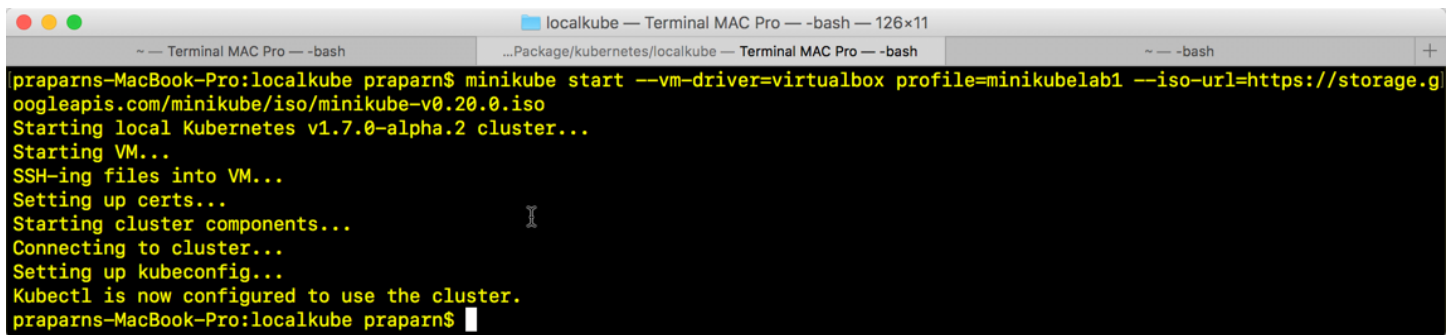 localkube — Terminal MAC Pro — -bash — 126×11
~ — Terminal MAC Pro — -bash
...Package/kubernetes/localkube — Terminal MAC Pro — -bash
~ — -bash
+
[praparns-MacBook-Pro:localkube praparn$ minikube start --vm-driver=virtualbox profile=minikubelab1 --iso-url=https://storage.g]
oogleapis.com/minikube/iso/minikube-v0.20.0.iso
Starting local Kubernetes v1.7.0-alpha.2 cluster...
Starting VM...
SSH-ing files into VM...
Setting up certs...
Starting cluster components...
Connecting to cluster...
Setting up kubeconfig...
Kubectl is now configured to use the cluster.
praparns-MacBook-Pro:localkube praparn$